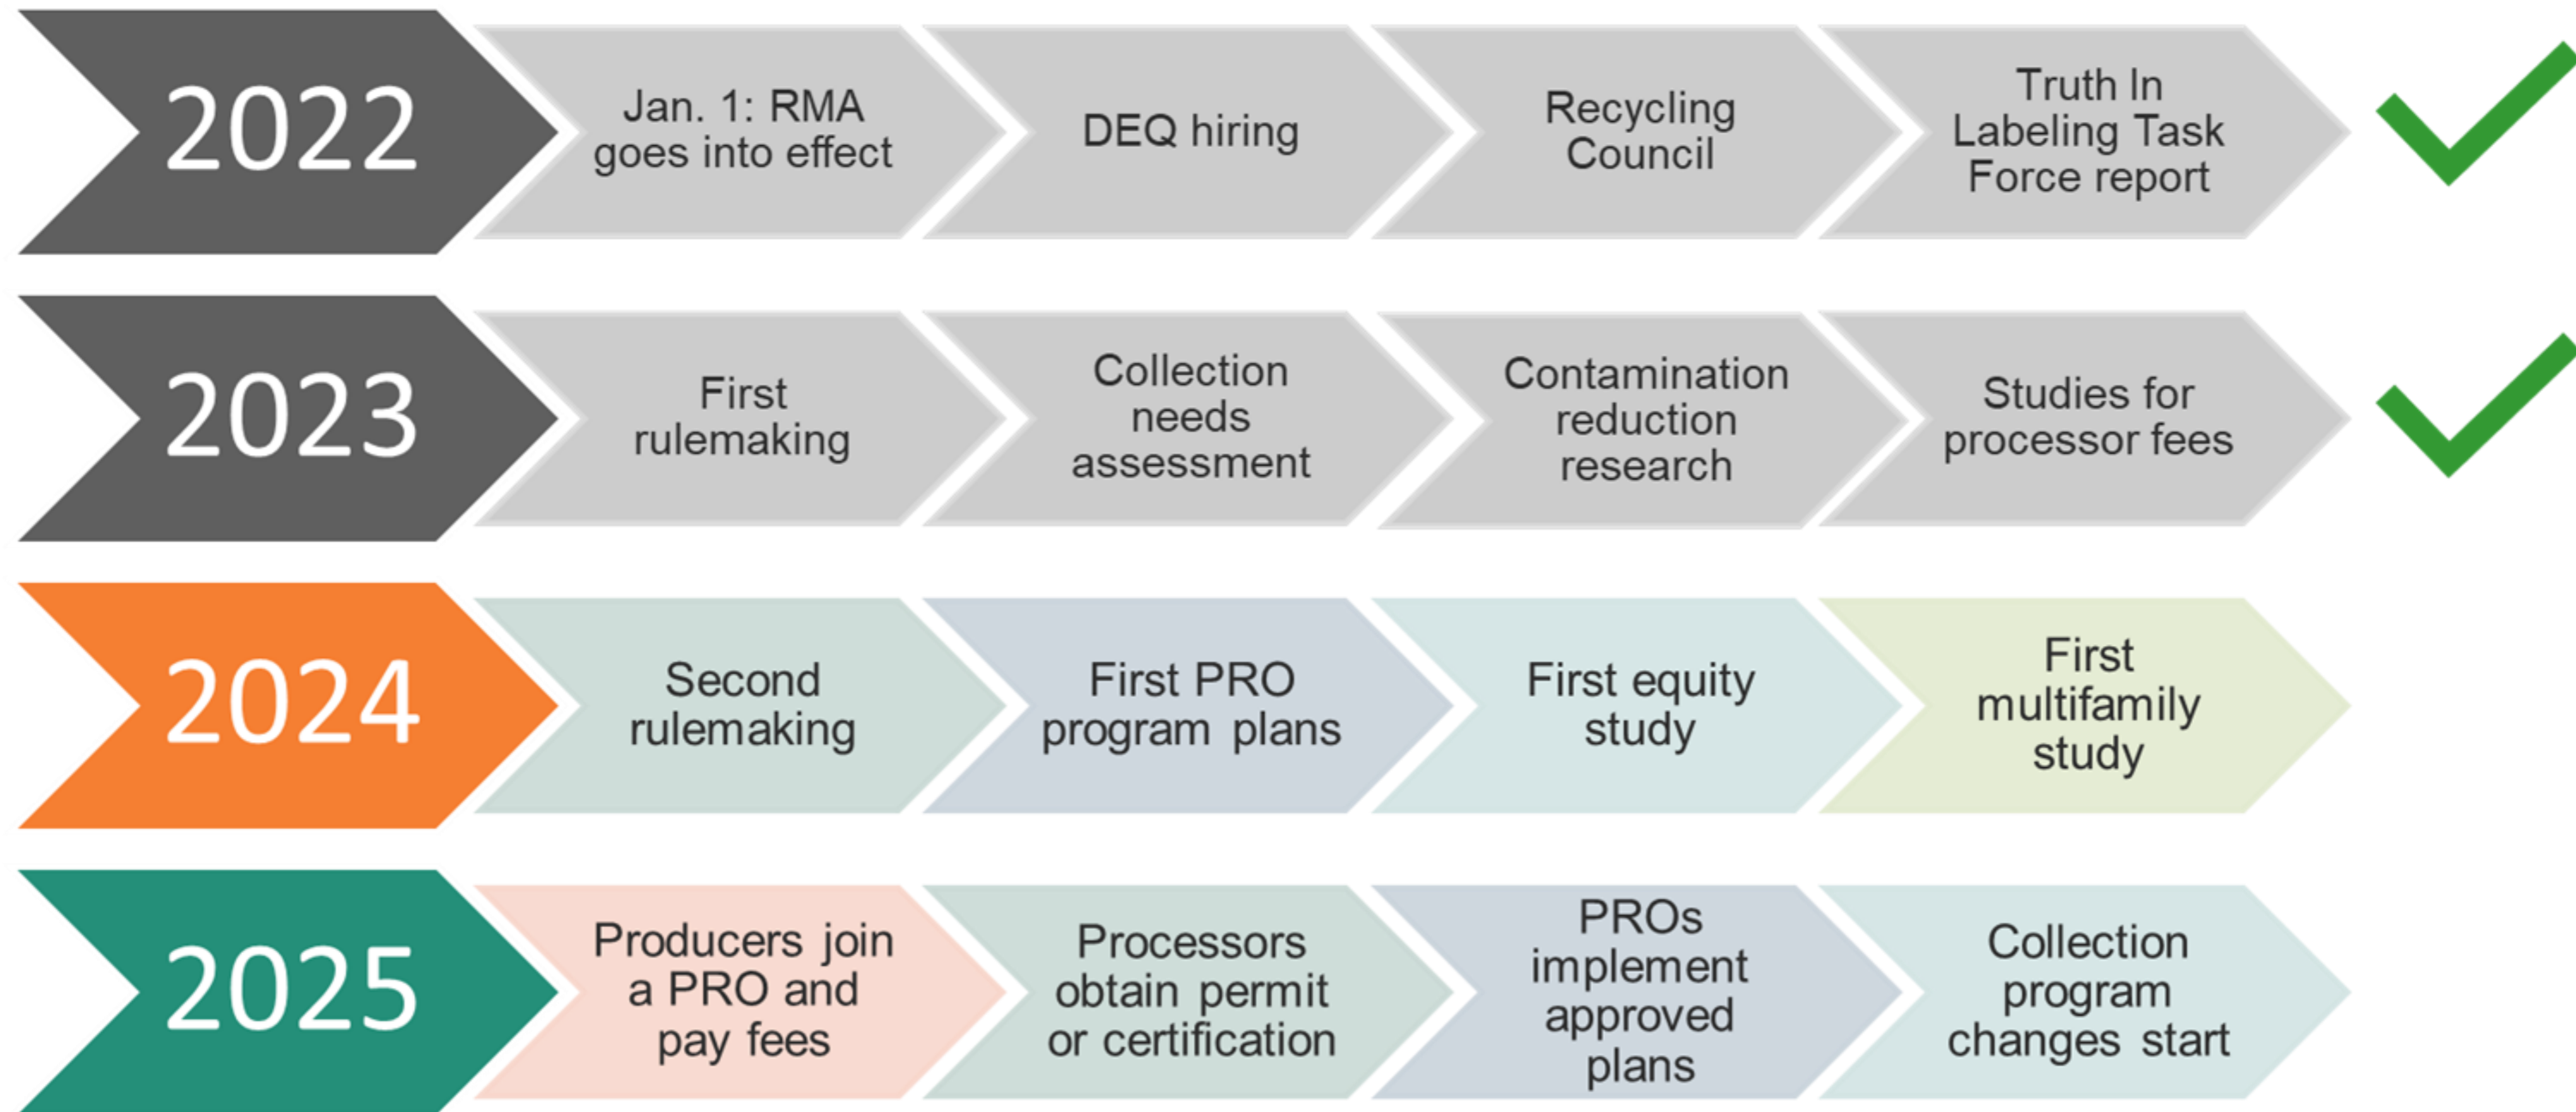 2022
Jan. 1: RMA
goes into effect
DEQ hiring
Recycling
Council
Truth In
Labeling Task
Force report
2023
First
rulemaking
Collection
needs
assessment
Contamination
reduction
research
Studies for
processor fees
2024
Second
rulemaking
First PRO
program plans
First equity
study
First
multifamily
study
2025
Producers join
a PRO and
pay fees
Processors
obtain permit
or certification
PROs
implement
approved
plans
Collection
program
changes start